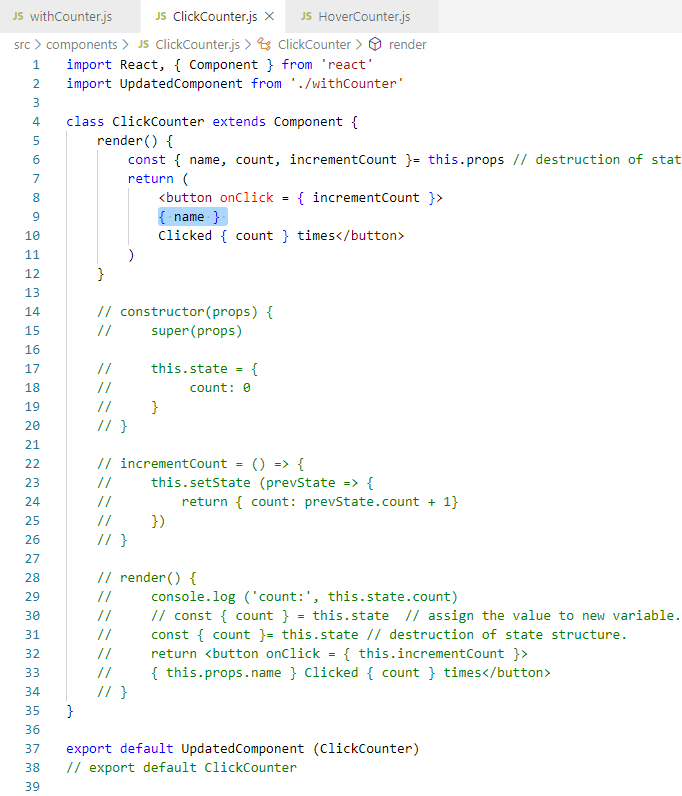 JS withCounter.js JS ClickCounter.js JS HoverCounter.js
src > components > JS ClickCounter.js > ClickCounter > render
1 import React, { Component } from 'react'
2 import UpdatedComponent from './withCounter'
3
4 class ClickCounter extends Component {
5 render() {
6 const { name, count, incrementCount }= this.props // destruction of stat
7 return (
8 <button onClick = { incrementCount }>
9 { name }
10 Clicked { count } times</button>
11 )
12 }
13
14 // constructor(props) {
15 // super(props)
16
17 // this.state = {
18 // count: 0
19 // }
20 // }
21
22 // incrementCount = () => {
23 // this.setState (prevState => {
24 // return { count: prevState.count + 1}
25 // })
26 // }
27
28 // render() {
29 // console.log ('count:', this.state.count)
30 // // const { count } = this.state // assign the value to new variable.
31 // const { count }= this.state // destruction of state structure.
32 // return <button onClick = { this.incrementCount }>
33 // { this.props.name } Clicked { count } times</button>
34 // }
35 }
36
37 export default UpdatedComponent (ClickCounter)
38 // export default ClickCounter
39